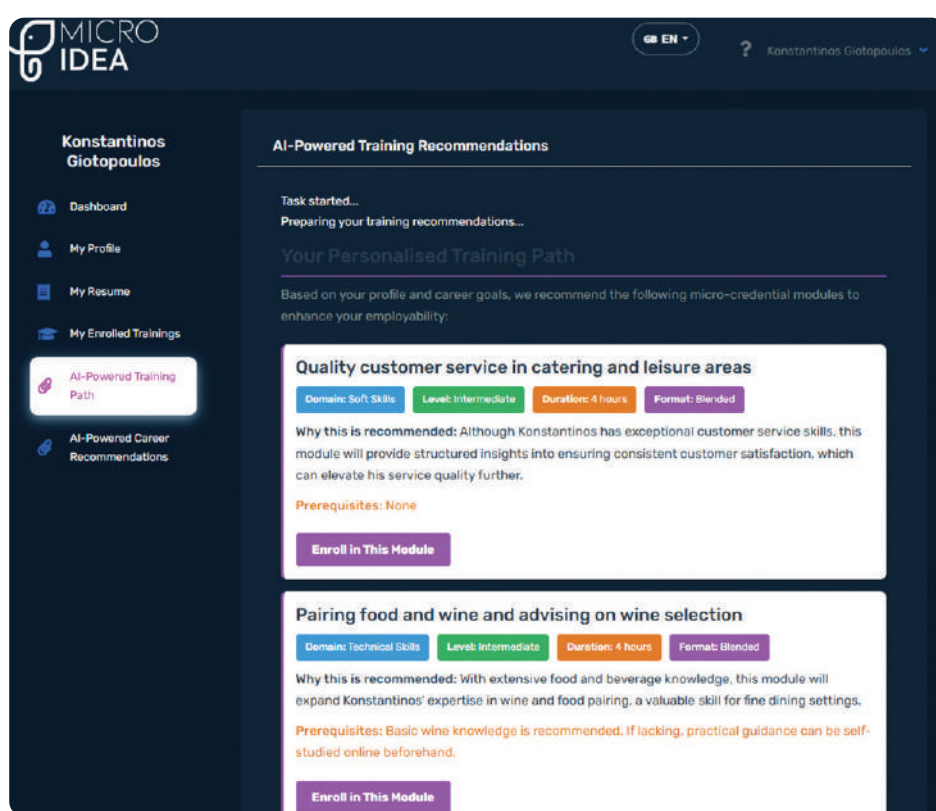 MICRO
IDEA
GB EN
? Konstantinos Giotopoulos
Konstantinos
Giotopoulos
Dashboard
My Profile
My Resume
My Enrolled Trainings
AI-Powered Training
Path
AI-Powered Career
Recommendations
AI-Powered Training Recommendations
Task started...
Preparing your training recommendations...
Your Personalised Training Path
Based on your profile and career goals, we recommend the following micro-credential modules to
enhance your employability:
Quality customer service in catering and leisure areas
Domain: Soft Skills Level: Intermediate Duration: 4 hours Format: Blended
Why this is recommended: Although Konstantinos has exceptional customer service skills, this
module will provide structured insights into ensuring consistent customer satisfaction, which
can elevate his service quality further.
Prerequisites: None
Enroll in This Module
Pairing food and wine and advising on wine selection
Domain: Technical Skills Level: Intermediate Duration: 4 hours Format: Blended
Why this is recommended: With extensive food and beverage knowledge, this module will
expand Konstantinos' expertise in wine and food pairing, a valuable skill for fine dining settings.
Prerequisites: Basic wine knowledge is recommended. If lacking, practical guidance can be self-
studied online beforehand.
Enroll in This Module